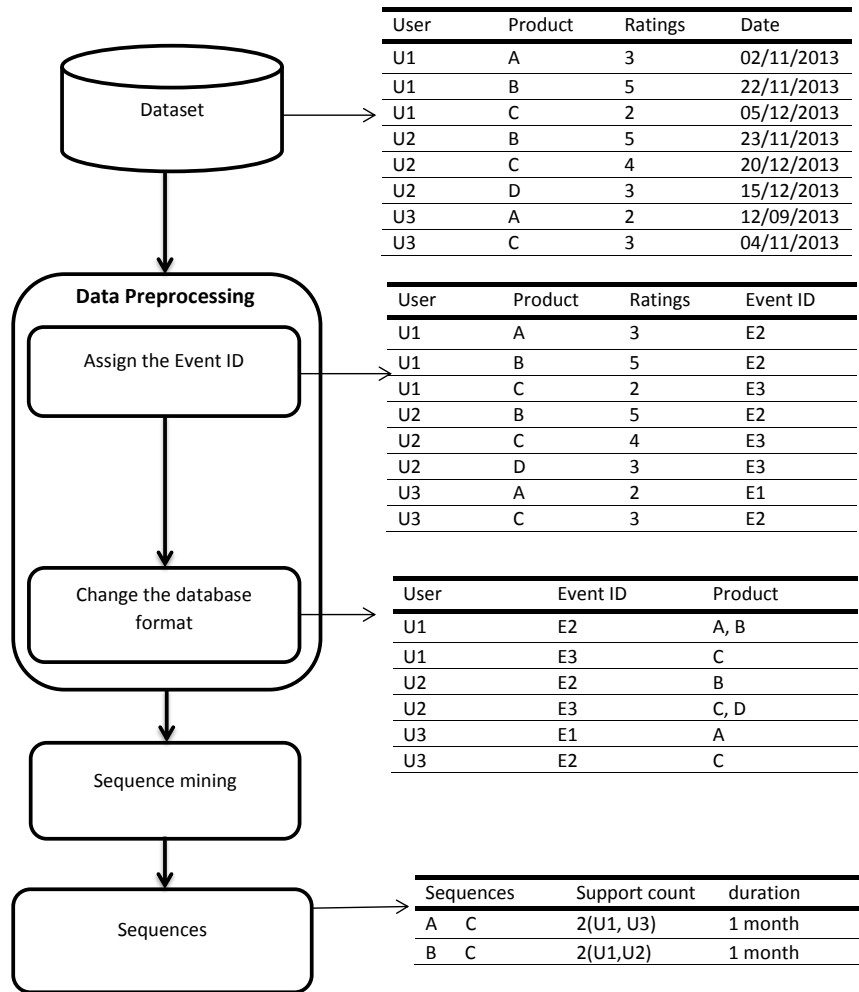 User Product Ratings Date
U1 A 3 02/11/2013
U1 B 5 22/11/2013
U1 C 2 05/12/2013
U2 B 5 23/11/2013
U2 C 4 20/12/2013
U2 D 3 15/12/2013
U3 A 2 12/09/2013
U3 C 3 04/11/2013
Dataset
Data Preprocessing
Assign the Event ID
User Product Ratings Event ID
U1 A 3 E2
U1 B 5 E2
U1 C 2 E3
U2 B 5 E2
U2 C 4 E3
U2 D 3 E3
U3 A 2 E1
U3 C 3 E2
Change the database
format
User Event ID Product
U1 E2 A, B
U1 E3 C
U2 E2 B
U2 E3 C, D
U3 E1 A
U3 E2 C
Sequence mining
Sequences
Sequences Support count duration
A C 2(U1, U3) 1 month
B C 2(U1,U2) 1 month